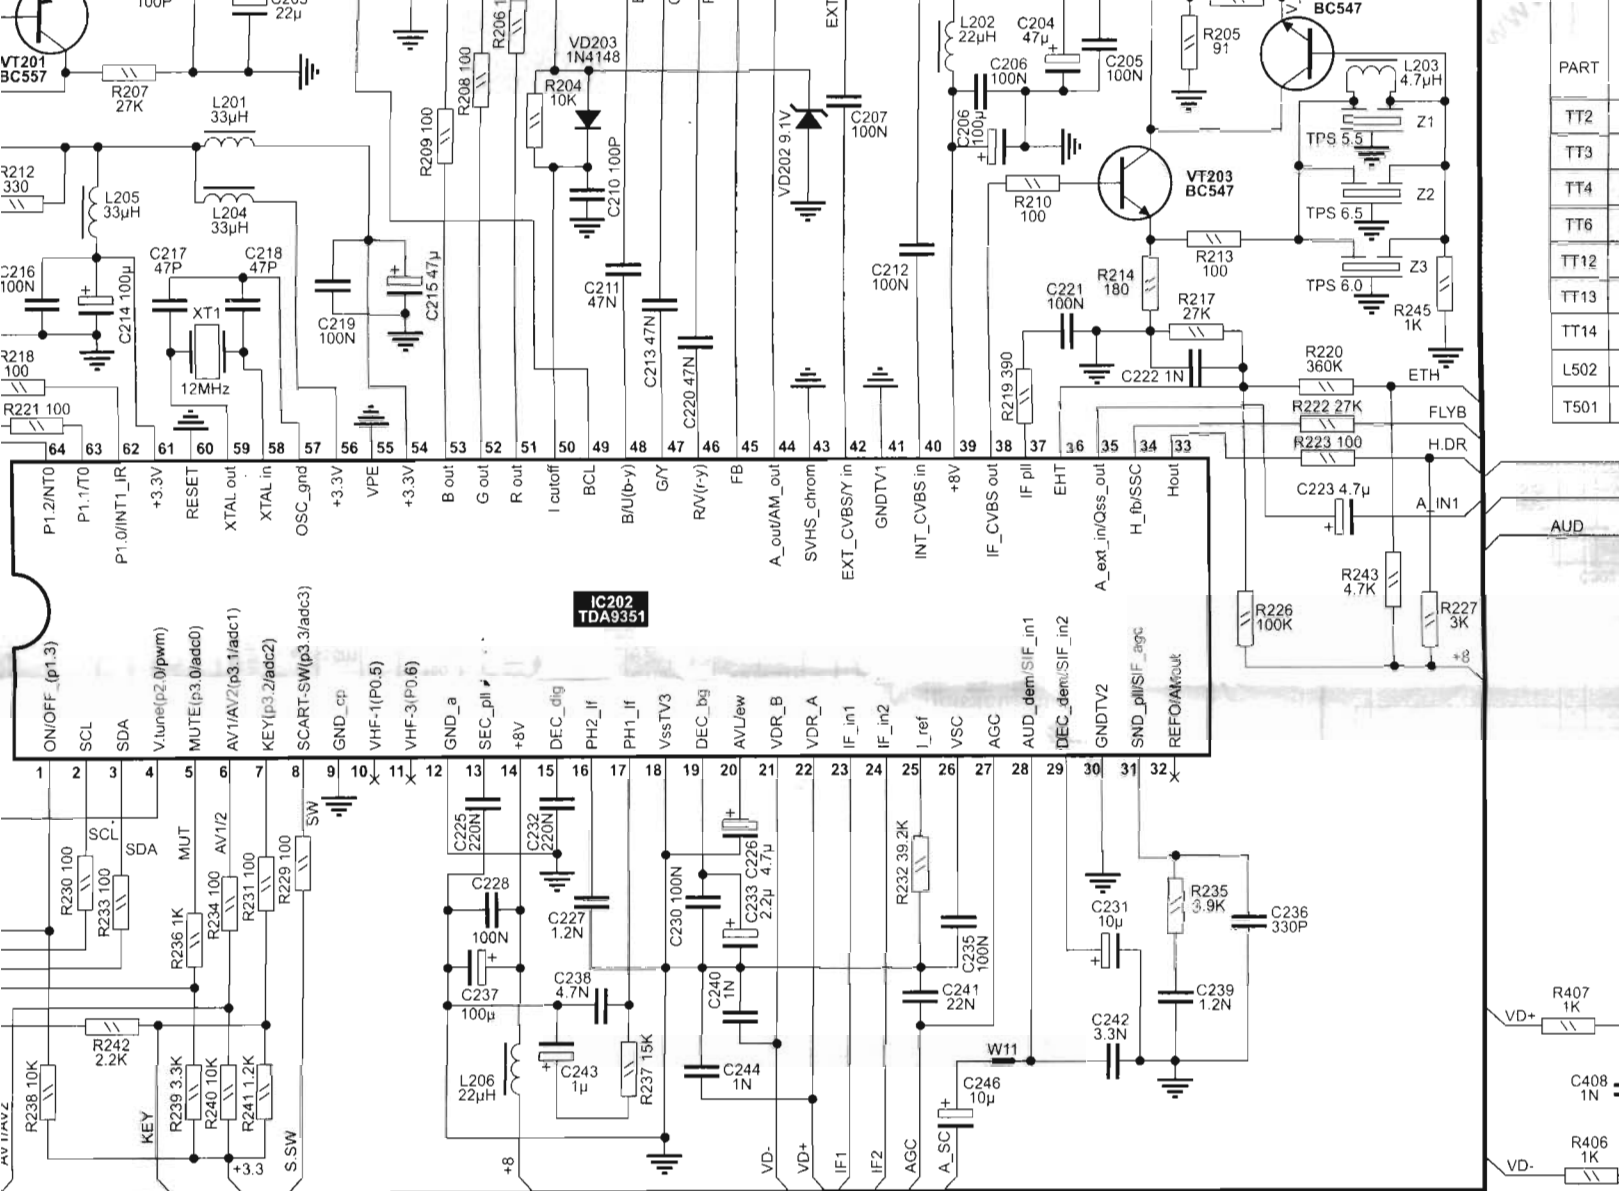 100P
22µ
VT201
BC557
R207
27K
L201
33µH
R212
330
L205
33µH
L204
33µH
C217
47P
C218
47P
C216
100N
C214 100µ
XT1
12MHz
C219
100N
C215 47µ
R218
100
R221 100
R206 1
R208 100
R209 100
VD203
1N4148
R204
10K
C210 100P
C211
47N
C213 47N
C220 47N
VD202 9.1V
EXT
C207
100N
C212
100N
L202
22µH
C204
47µ
C206
100N
C205
100N
C206
100µ
R205
91
BC547
L203
4.7µH
Z1
TPS 5.5
Z2
TPS 6.5
Z3
TPS 6.0
VT203
BC547
R210
100
R213
100
R214
180
R217
27K
R245
1K
C221
100N
R219 390
C222 1N
R220
360K
ETH
R222 27K
FLYB
R223 100
H.DR
C223 4.7µ
A_IN1
AUD
R243
4.7K
R226
100K
R227
3K
+8
PART
TT2
TT3
TT4
TT6
TT12
TT13
TT14
L502
T501
64 63 62 61 60 59 58 57 56 55 54 53 52 51 50 49 48 47 46 45 44 43 42 41 40 39 38 37 36 35 34 33
P1.2/NT0
P1.1/T0
P1.0/INT1_IR
+3.3V
RESET
XTAL out
XTAL in
OSC_gnd
+3.3V
VPE
+3.3V
B out
G out
R out
I cutoff
BCL
B/U(b-y)
G/Y
R/V(r-y)
FB
A_out/AM_out
SVHS_chrom
EXT_CVBS/Y in
GNDTV1
INT_CVBS in
+8V
IF_CVBS out
IF pll
EHT
A_ext_in/Qss_out
H_fb/SSC
Hout
IC202
TDA9351
ON/OFF_(p1.3)
SCL
SDA
V.tune(p2.0/pwm)
MUTE(p3.0/adc0)
AV1/AV2(p3.1/adc1)
KEY(p3.2/adc2)
SCART-SW(p3.3/adc3)
GND_cp
VHF-1(P0.5)
VHF-3(P0.6)
GND_a
SEC_pll
+8V
DEC_dig
PH2_lf
PH1_lf
VssTV3
DEC_bg
AVL/ew
VDR_B
VDR_A
IF_in1
IF_in2
I_ref
VSC
AGC
AUD_dem/SIF_in1
DEC_dem/SIF_in2
GNDTV2
SND_pll/SIF_agc
REFO/AMout
1 2 3 4 5 6 7 8 9 10 11 12 13 14 15 16 17 18 19 20 21 22 23 24 25 26 27 28 29 30 31 32
SCL
SDA
MUT
AV1/2
SW
R230 100
R233 100
R236 1K
R234 100
R231 100
R229 100
C225
220N
C232
220N
C228
100N
C237
100µ
C227
1.2N
C238
4.7N
C243
1µ
R237 15K
L206
22µH
C230 100N
C226
4.7µ
C233
2.2µ
C240
1N
C244
1N
R232 39.2K
C235
100N
C241
22N
W11
C246
10µ
C231
10µ
C242
3.3N
R235
3.9K
C239
1.2N
C236
330P
R242
2.2K
R238 10K
R239 3.3K
R240 10K
R241 1.2K
AV1/AV2
KEY
+3.3
S.SW
+8
VD-
VD+
IF1
IF2
AGC
A_SC
VD+
R407
1K
C408
1N
VD-
R406
1K